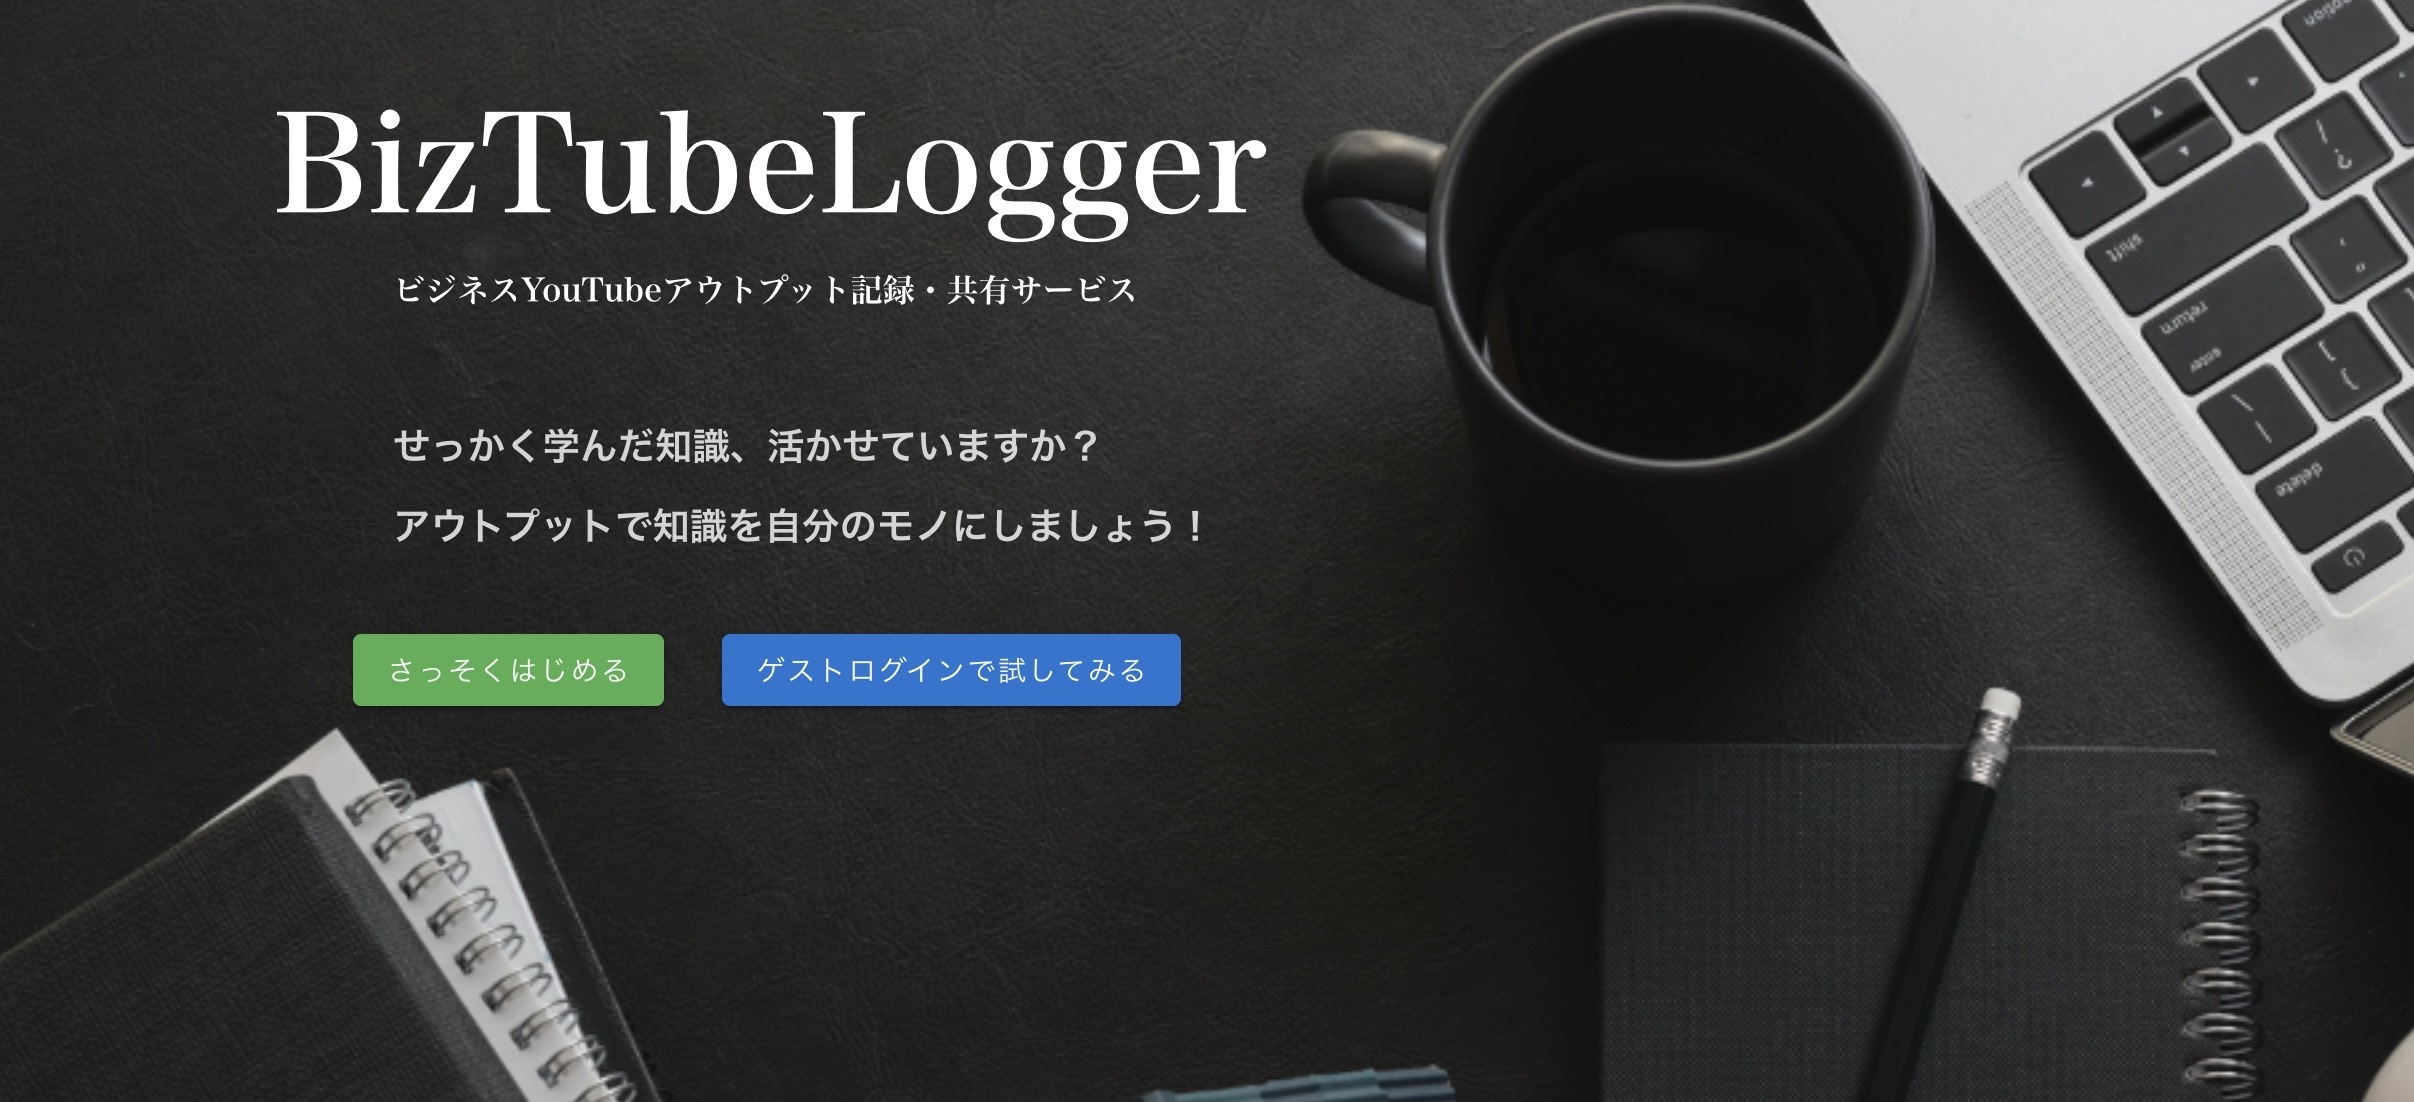 BizTubeLogger
ビジネスYouTubeアウトプット記録・共有サービス
せっかく学んだ知識、活かせていますか？
アウトプットで知識を自分のモノにしましょう！
さっそくはじめる
ゲストログインで試してみる
option
shift
return
enter
delete